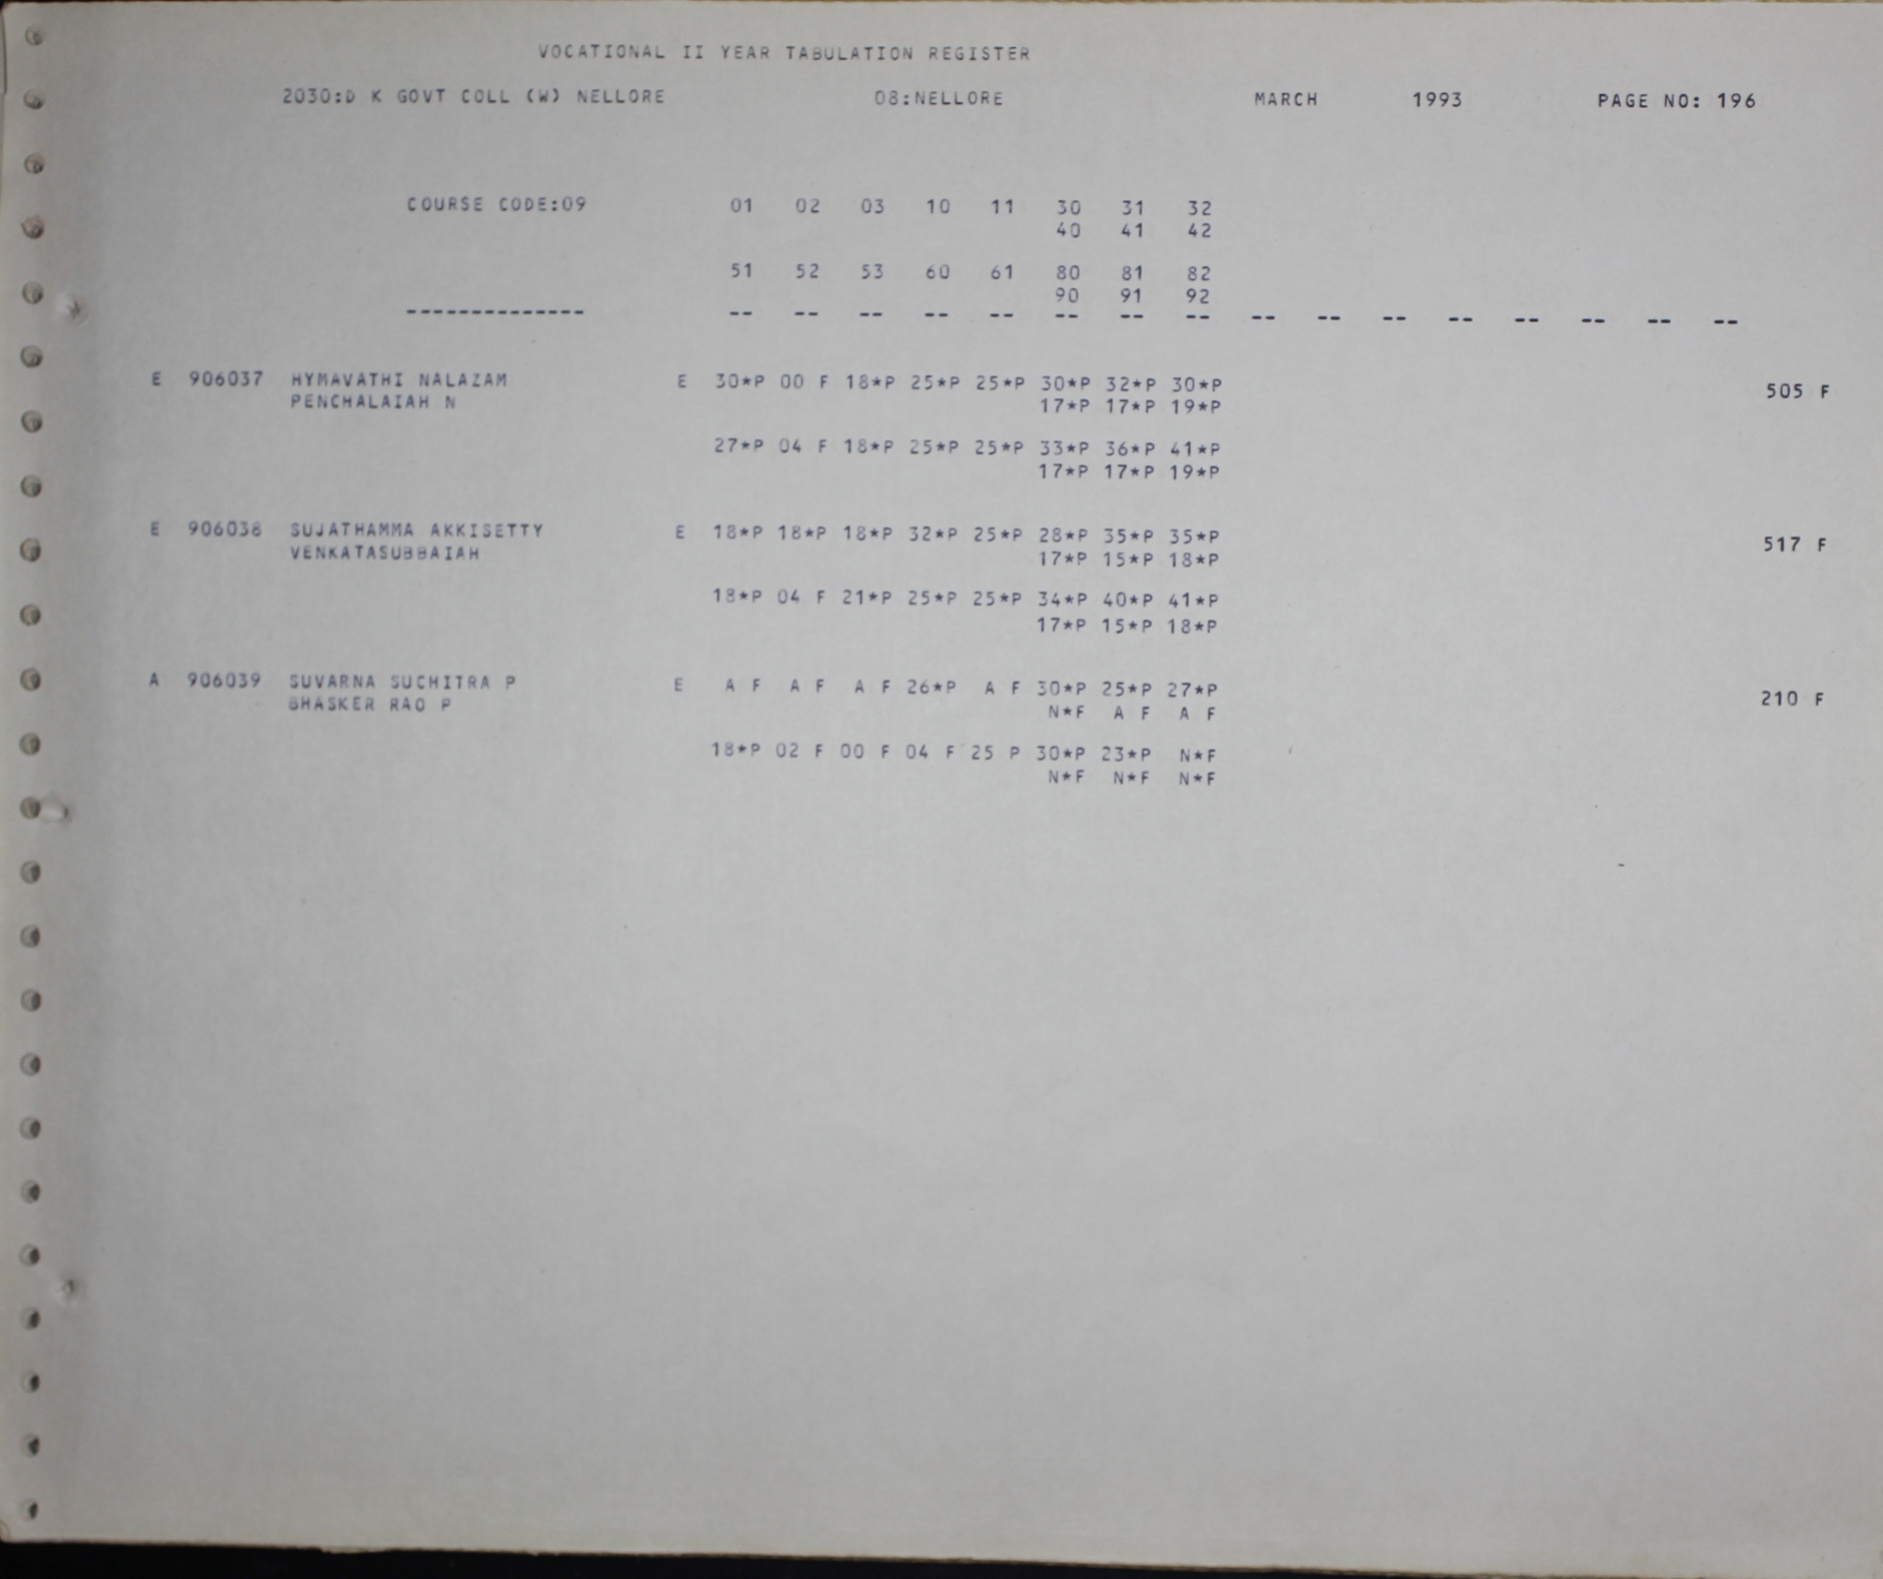 VOCATIONAL II YEAR TABULATION REGISTER
2030:D K GOVT COLL (W) NELLORE 08:NELLORE MARCH 1993 PAGE NO: 196
COURSE CODE:09 01 02 03 10 11 30 31 32
40 41 42
51 52 53 60 61 80 81 82
90 91 92
-------------- -- -- -- -- -- -- -- -- -- -- -- -- -- -- -- --
E 906037 HYMAVATHI NALAZAM E 30*P 00 F 18*P 25*P 25*P 30*P 32*P 30*P 505 F
PENCHALAIAH N 17*P 17*P 19*P
27*P 04 F 18*P 25*P 25*P 33*P 36*P 41*P
17*P 17*P 19*P
E 906038 SUJATHAMMA AKKISETTY E 18*P 18*P 18*P 32*P 25*P 28*P 35*P 35*P 517 F
VENKATASUBBAIAH 17*P 15*P 18*P
18*P 04 F 21*P 25*P 25*P 34*P 40*P 41*P
17*P 15*P 18*P
A 906039 SUVARNA SUCHITRA P E A F A F A F 26*P A F 30*P 25*P 27*P 210 F
BHASKER RAO P N*F A F A F
18*P 02 F 00 F 04 F 25 P 30*P 23*P N*F
N*F N*F N*F